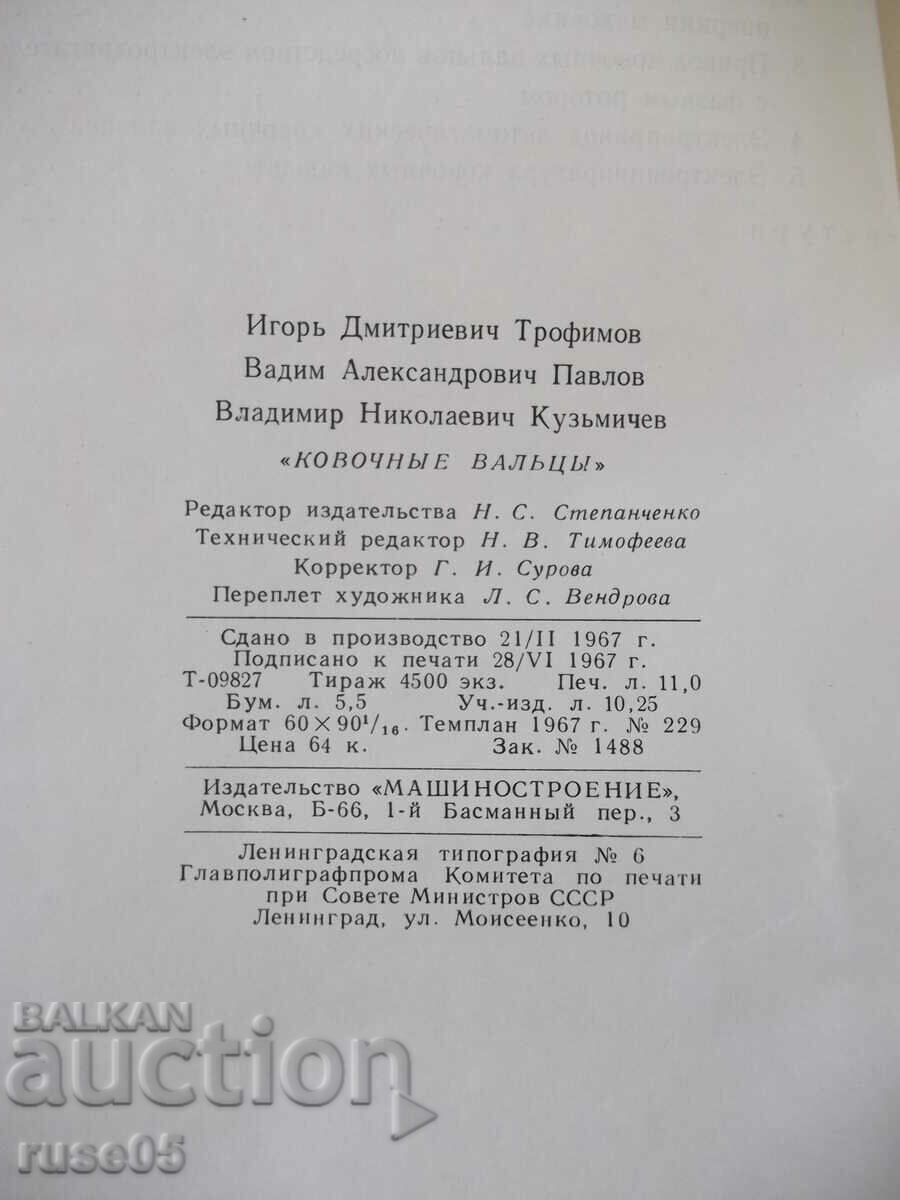 Игорь Дмитриевич Трофимов
Вадим Александрович Павлов
Владимир Николаевич Кузьмичев
«КОВОЧНЫЕ ВАЛЬЦЫ»
Редактор издательства Н. С. Степанченко
Технический редактор Н. В. Тимофеева
Корректор Г. И. Сурова
Переплет художника Л. С. Вендрова
Сдано в производство 21/II 1967 г.
Подписано к печати 28/VI 1967 г.
Т-09827 Тираж 4500 экз. Печ. л. 11,0
Бум. л. 5,5 Уч.-изд. л. 10,25
Формат 60×90¹/₁₆. Темплан 1967 г. № 229
Цена 64 к. Зак. № 1488
Издательство «МАШИНОСТРОЕНИЕ»,
Москва, Б-66, 1-й Басманный пер., 3
Ленинградская типография № 6
Главполиграфпрома Комитета по печати
при Совете Министров СССР
Ленинград, ул. Моисеенко, 10
BALKAN
auction
ruse05